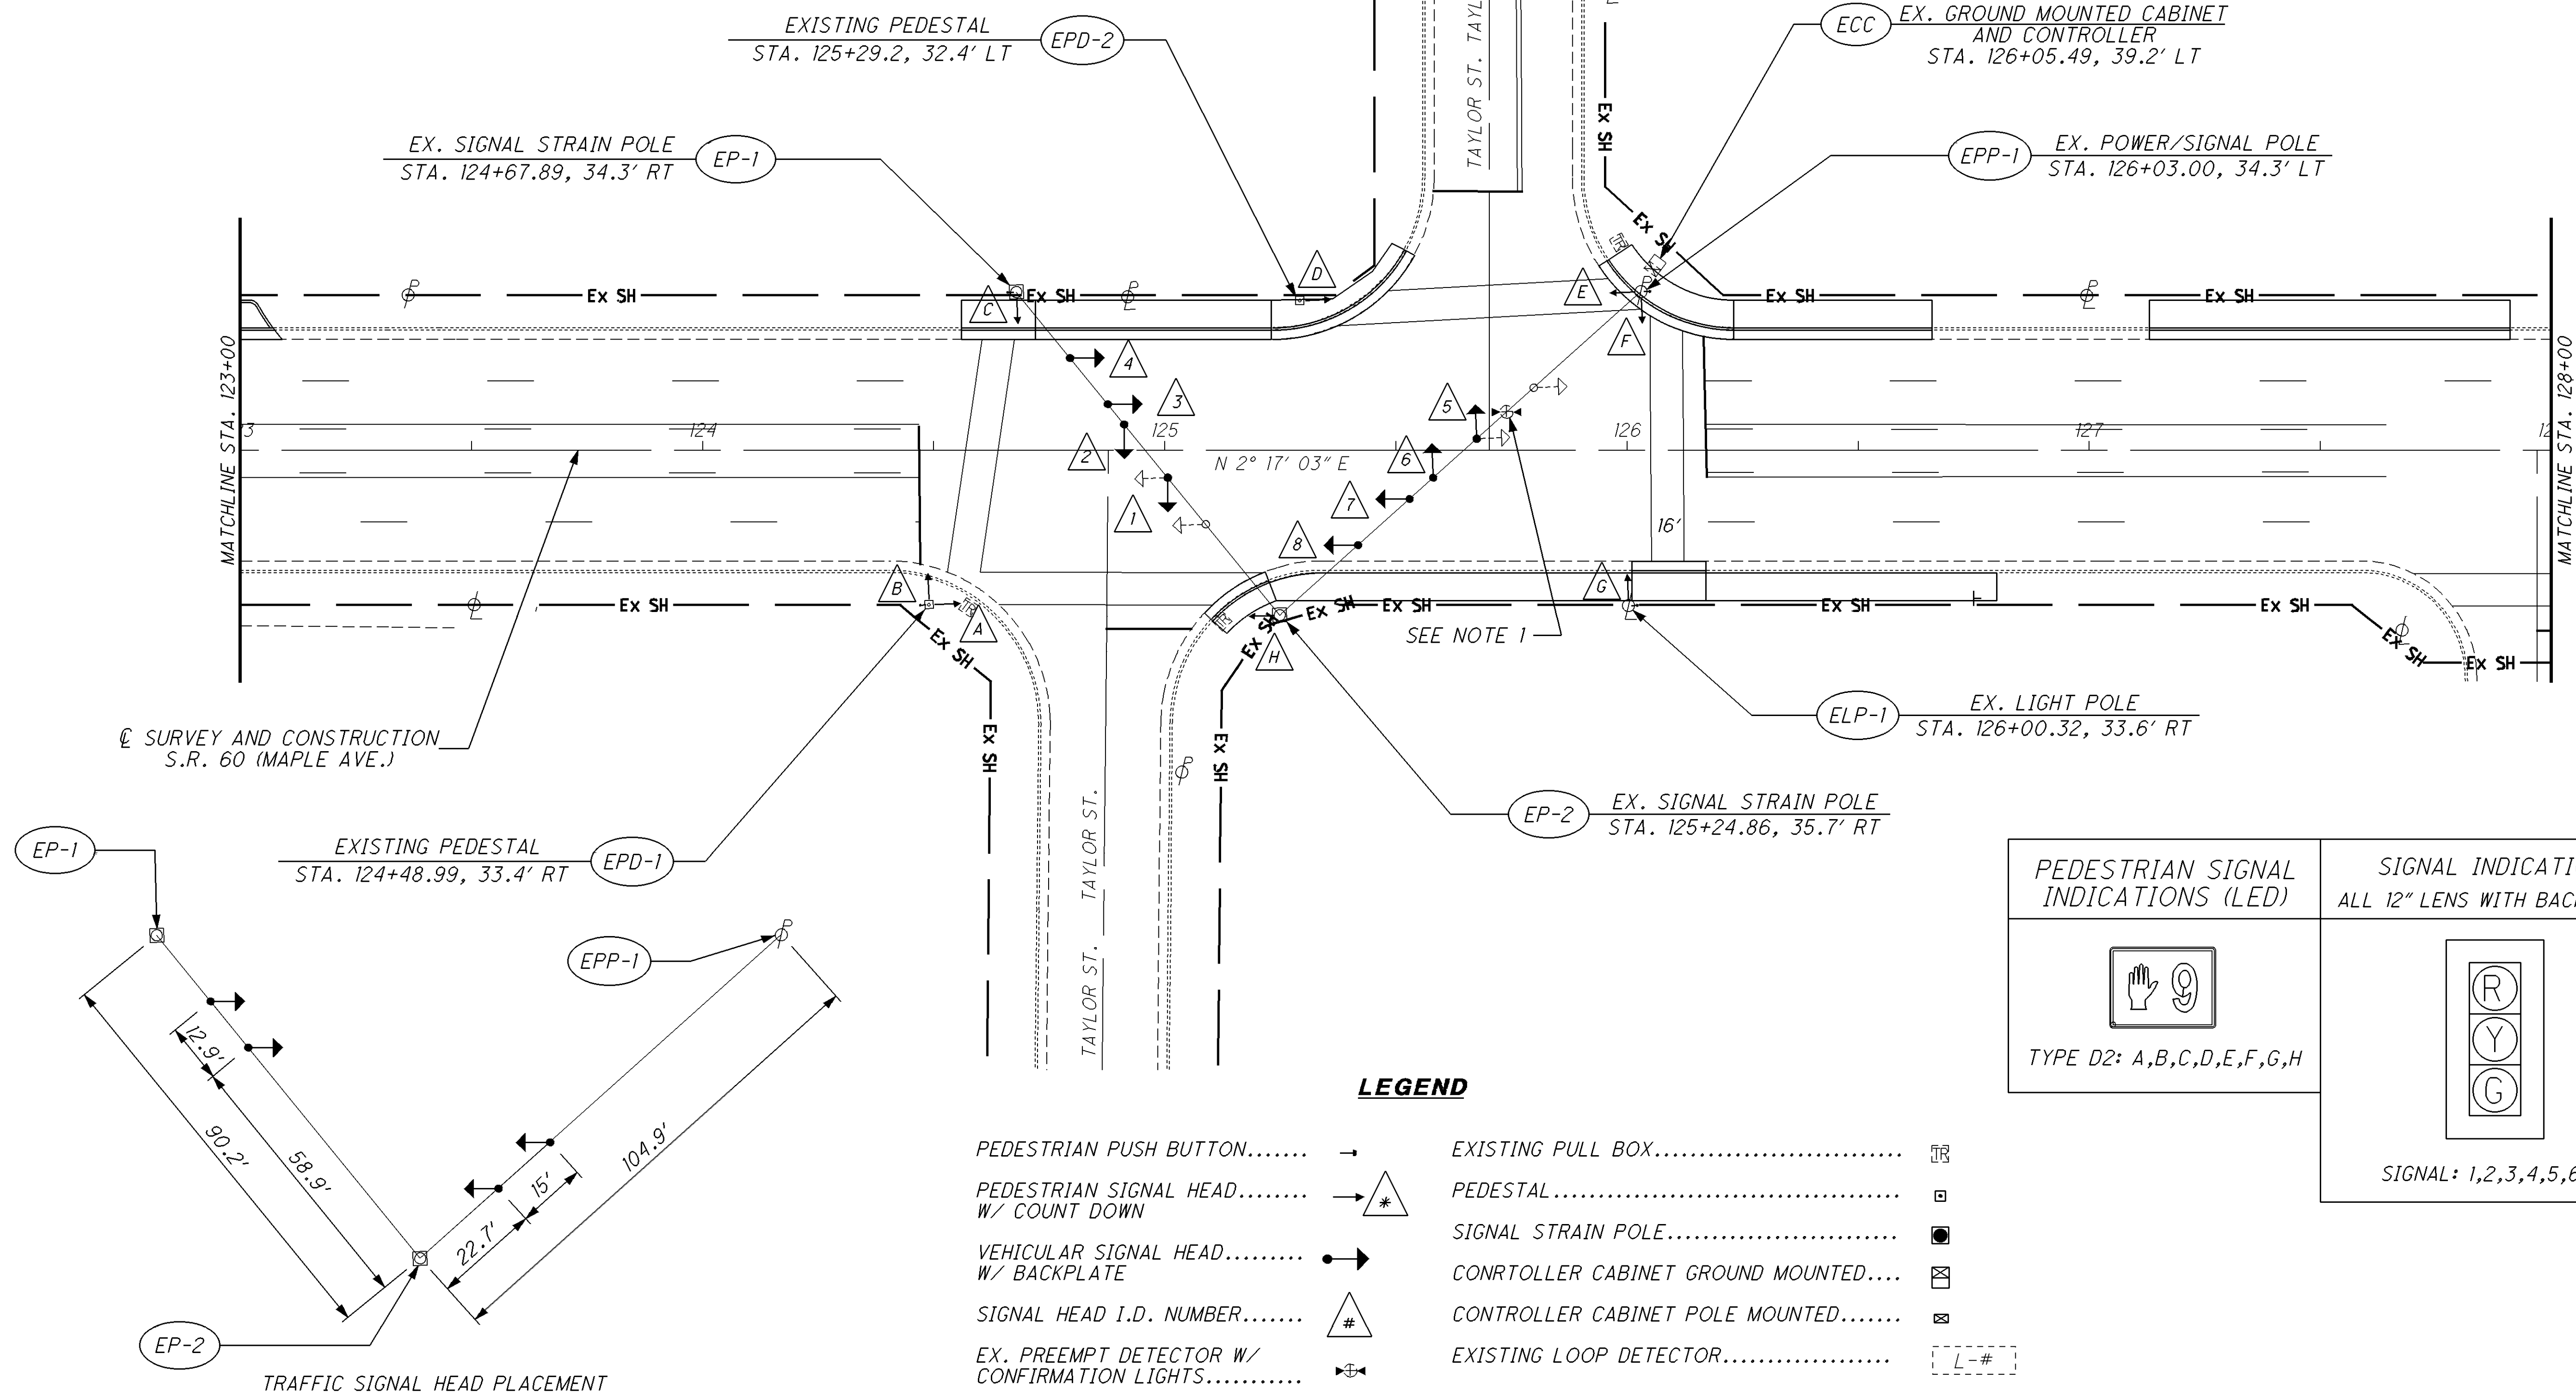 EXISTING PEDESTAL
STA. 125+29.2, 32.4' LT
EPD-2
TAYLOR ST.
TAYL
ECC
EX. GROUND MOUNTED CABINET
AND CONTROLLER
STA. 126+05.49, 39.2' LT
EX. SIGNAL STRAIN POLE
STA. 124+67.89, 34.3' RT
EP-1
EPP-1
EX. POWER/SIGNAL POLE
STA. 126+03.00, 34.3' LT
Ex SH
Ex SH
TR
D
E
F
C
Ex SH
Ex SH
Ex SH
Ex SH
MATCHLINE STA. 123+00
MATCHLINE STA. 128+00
4
3
2
1
5
6
7
8
3
124
125
126
127
12
N 2° 17' 03" E
16'
B
A
TR
G
H
TR
Ex SH
Ex SH
Ex SH
Ex SH
Ex SH
Ex SH
Ex SH
Ex SH
Ex SH
SEE NOTE 1
℄ SURVEY AND CONSTRUCTION
S.R. 60 (MAPLE AVE.)
ELP-1
EX. LIGHT POLE
STA. 126+00.32, 33.6' RT
Ex SH
Ex SH
TAYLOR ST.
TAYLOR ST.
EP-2
EX. SIGNAL STRAIN POLE
STA. 125+24.86, 35.7' RT
EXISTING PEDESTAL
STA. 124+48.99, 33.4' RT
EPD-1
EP-1
EPP-1
12.9'
90.2'
58.9'
104.9'
15'
22.7'
EP-2
TRAFFIC SIGNAL HEAD PLACEMENT
PEDESTRIAN SIGNAL
INDICATIONS (LED)
9
TYPE D2: A,B,C,D,E,F,G,H
SIGNAL INDICATI
ALL 12" LENS WITH BAC
R
Y
G
SIGNAL: 1,2,3,4,5,6
LEGEND
PEDESTRIAN PUSH BUTTON.......
PEDESTRIAN SIGNAL HEAD........
W/ COUNT DOWN
*
VEHICULAR SIGNAL HEAD.........
W/ BACKPLATE
SIGNAL HEAD I.D. NUMBER.......
#
EX. PREEMPT DETECTOR W/
CONFIRMATION LIGHTS...........
EXISTING PULL BOX............................
TR
PEDESTAL.......................................
SIGNAL STRAIN POLE..........................
CONRTOLLER CABINET GROUND MOUNTED....
CONTROLLER CABINET POLE MOUNTED.......
EXISTING LOOP DETECTOR...................
L-#